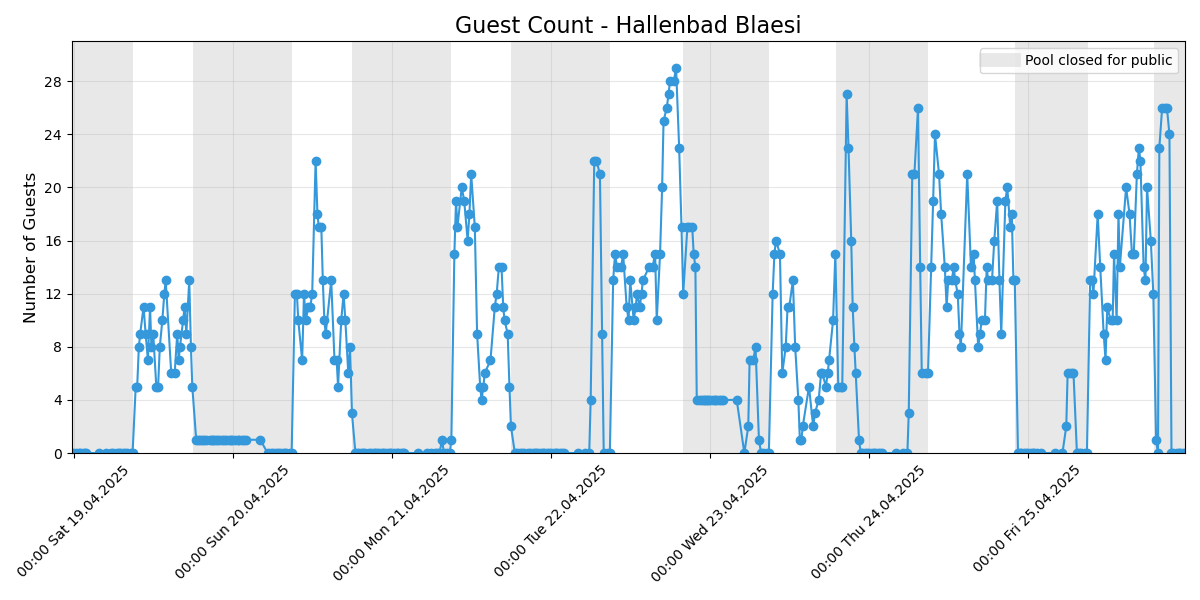 Guest Count - Hallenbad Blaesi
Pool closed for public
Number of Guests
28
24
20
16
12
8
4
0
00:00 Sat 19.04.2025
00:00 Sun 20.04.2025
00:00 Mon 21.04.2025
00:00 Tue 22.04.2025
00:00 Wed 23.04.2025
00:00 Thu 24.04.2025
00:00 Fri 25.04.2025